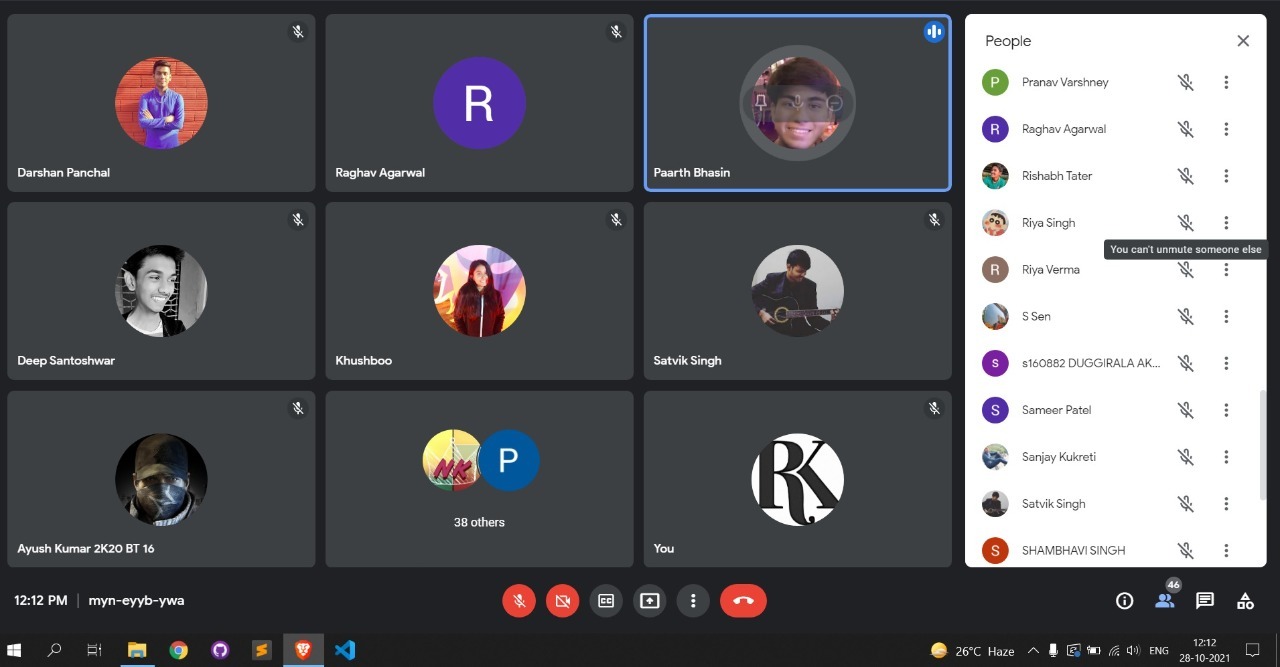 Darshan Panchal
R
Raghav Agarwal
Paarth Bhasin
Deep Santoshwar
Khushboo
Satvik Singh
Ayush Kumar 2K20 BT 16
NK
P
38 others
RK
You
People
P Pranav Varshney
R Raghav Agarwal
Rishabh Tater
Riya Singh
You can't unmute someone else
R Riya Verma
S Sen
s s160882 DUGGIRALA AK...
S Sameer Patel
Sanjay Kukreti
Satvik Singh
S SHAMBHAVI SINGH
12:12 PM | myn-eyyb-ywa
CC
46
26°C Haze
ENG
12:12
28-10-2021